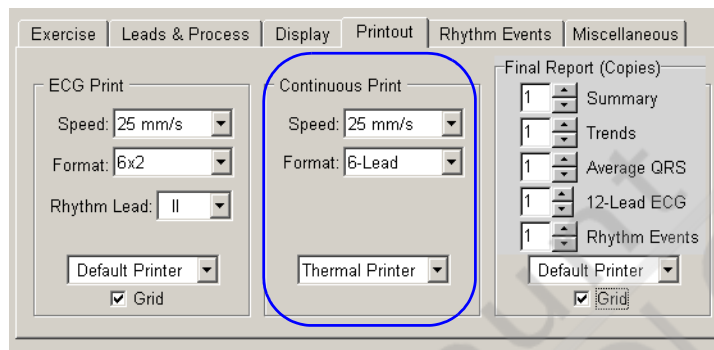 Exercise Leads & Process Display Printout Rhythm Events Miscellaneous
ECG Print
Speed: 25 mm/s
Format: 6x2
Rhythm Lead: II
Default Printer
Grid
Continuous Print
Speed: 25 mm/s
Format: 6-Lead
Thermal Printer
Final Report (Copies)
1 Summary
1 Trends
1 Average QRS
1 12-Lead ECG
1 Rhythm Events
Default Printer
Grid